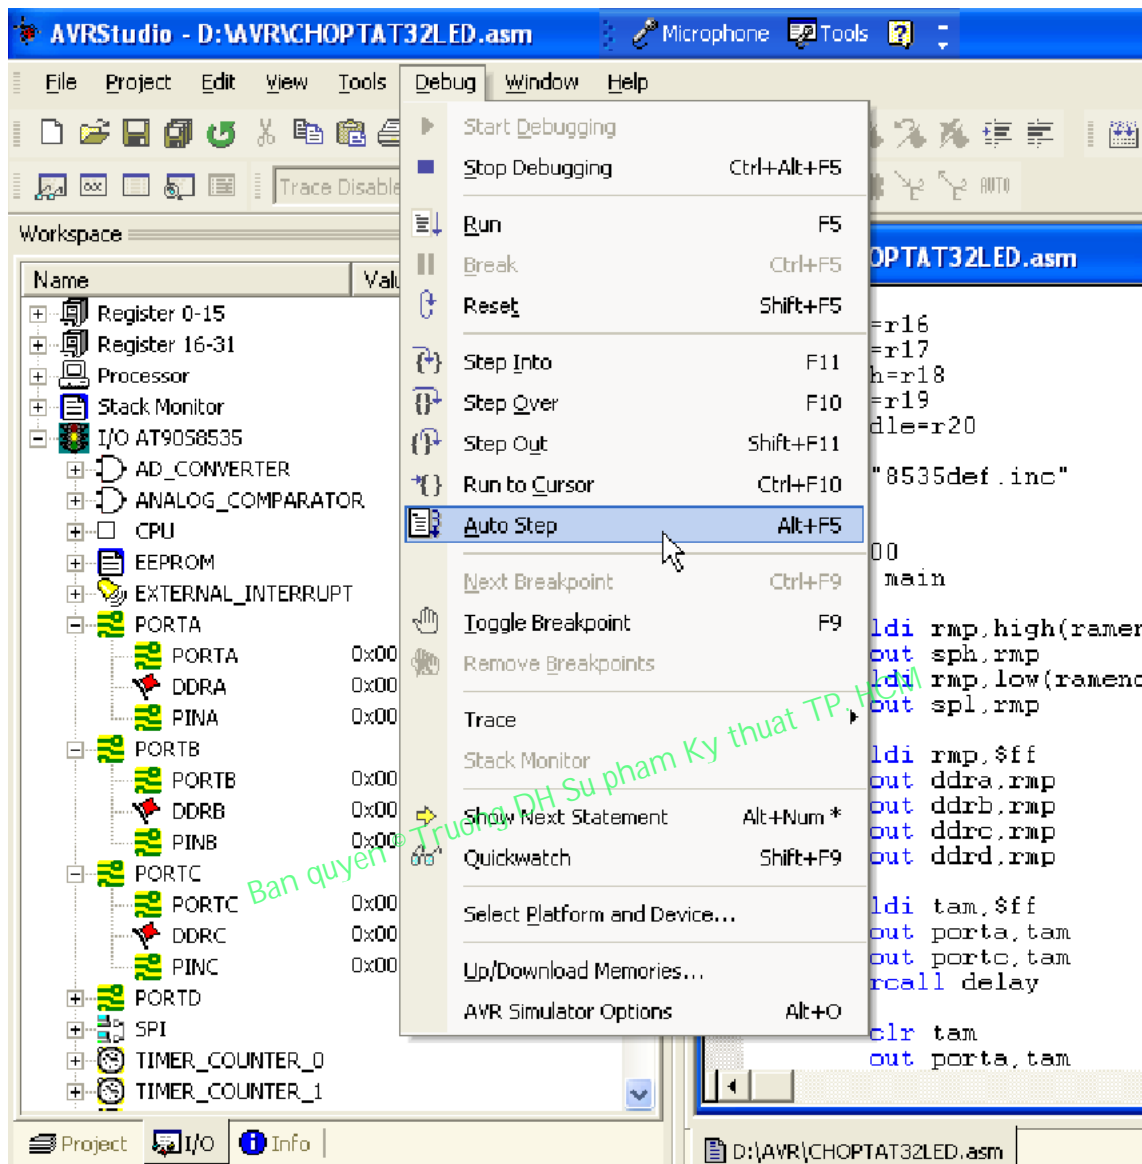 AVRStudio - D:\AVR\CHOPTAT32LED.asm
Microphone Tools ?
File Project Edit View Tools Debug Window Help
Start Debugging
Stop Debugging Ctrl+Alt+F5
Trace Disable AUTO
Run F5
Workspace
Break Ctrl+F5
CHOPTAT32LED.asm
Name Valu
Reset Shift+F5
Register 0-15
=r16
Register 16-31
=r17
Step Into F11
Processor
h=r18
Step Over F10
Stack Monitor
=r19
dle=r20
I/O AT90S8535
Step Out Shift+F11
AD_CONVERTER
"8535def.inc"
Run to Cursor Ctrl+F10
ANALOG_COMPARATOR
Auto Step Alt+F5
CPU
00
EEPROM
Next Breakpoint Ctrl+F9
main
EXTERNAL_INTERRUPT
PORTA
Toggle Breakpoint F9
ldi rmp,high(ramen
PORTA 0x00
Remove Breakpoints
out sph,rmp
DDRA 0x00
ldi rmp,low(ramend
out spl,rmp
PINA 0x00
Trace
PORTB
Stack Monitor
ldi rmp,$ff
PORTB 0x00
out ddra,rmp
DDRB 0x00
Show Next Statement Alt+Num *
out ddrb,rmp
out ddrc,rmp
PINB 0x00
Quickwatch Shift+F9
out ddrd,rmp
PORTC
PORTC 0x00
Select Platform and Device...
ldi tam,$ff
DDRC 0x00
out porta,tam
PINC 0x00
Up/Download Memories...
out portc,tam
rcall delay
PORTD
AVR Simulator Options Alt+O
SPI
clr tam
TIMER_COUNTER_0
out porta,tam
TIMER_COUNTER_1
Project I/O Info
D:\AVR\CHOPTAT32LED.asm
Ban quyen © Truong DH Su pham Ky thuat TP. HCM